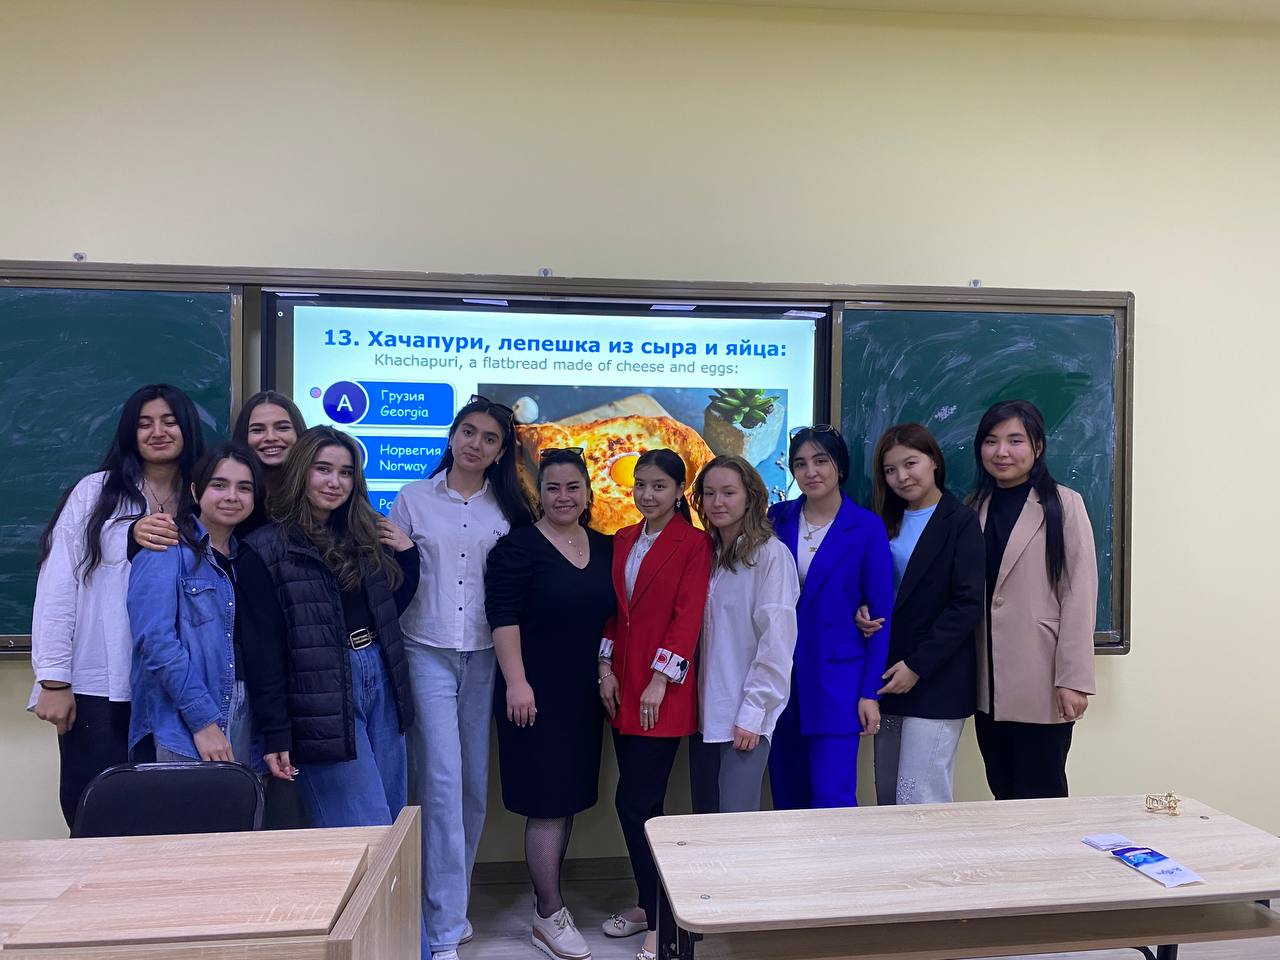 13. Хачапури, лепешка из сыра и яйца:
Khachapuri, a flatbread made of cheese and eggs:
A
Грузия
Georgia
Норвегия
Norway